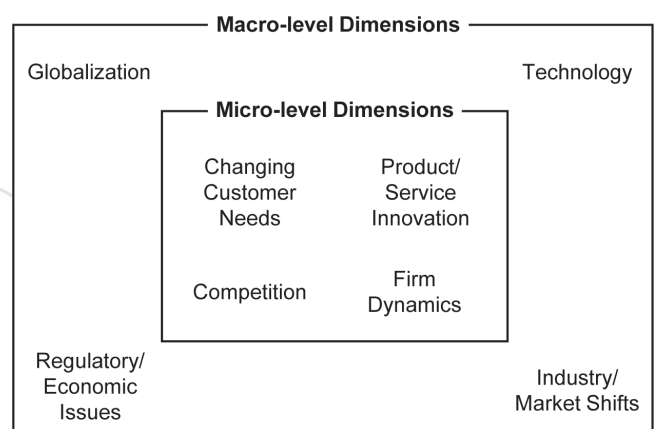 Macro-level Dimensions
Globalization
Technology
Micro-level Dimensions
Changing
Customer
Needs
Product/
Service
Innovation
Competition
Firm
Dynamics
Regulatory/
Economic
Issues
Industry/
Market Shifts